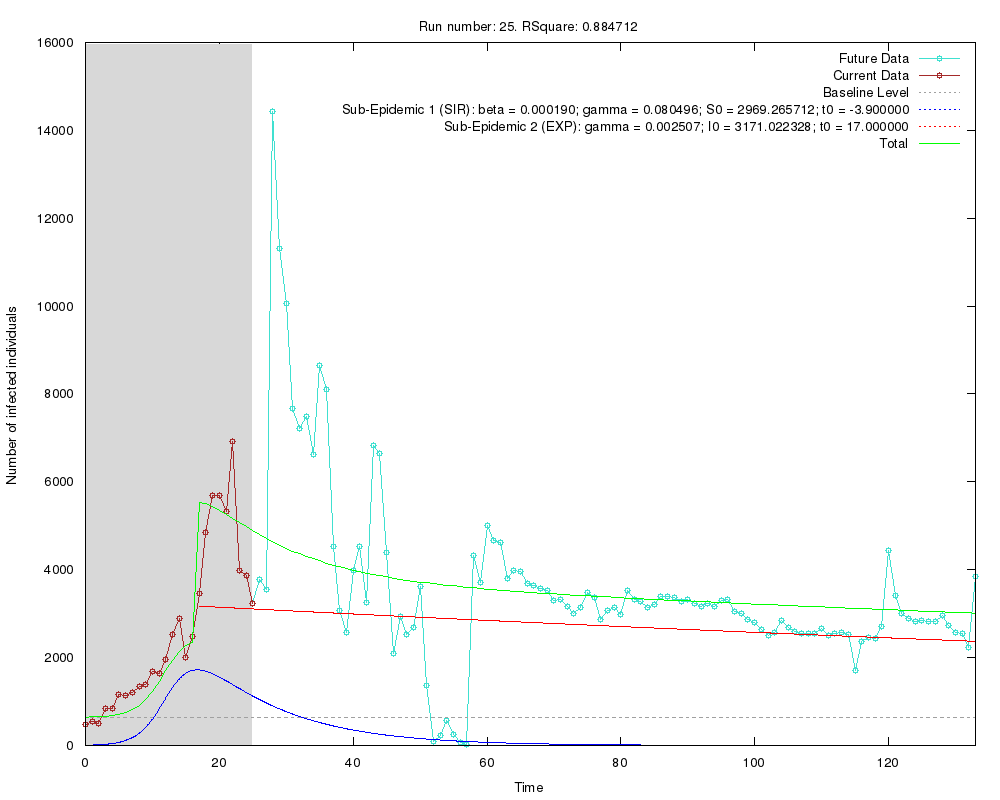 Run number: 25. RSquare: 0.884712
16000
14000
12000
10000
8000
6000
4000
2000
0
Number of infected individuals
Future Data
Current Data
Baseline Level
Sub-Epidemic 1 (SIR): beta = 0.000190; gamma = 0.080496; S0 = 2969.265712; t0 = -3.900000
Sub-Epidemic 2 (EXP): gamma = 0.002507; I0 = 3171.022328; t0 = 17.000000
Total
0 20 40 60 80 100 120
Time